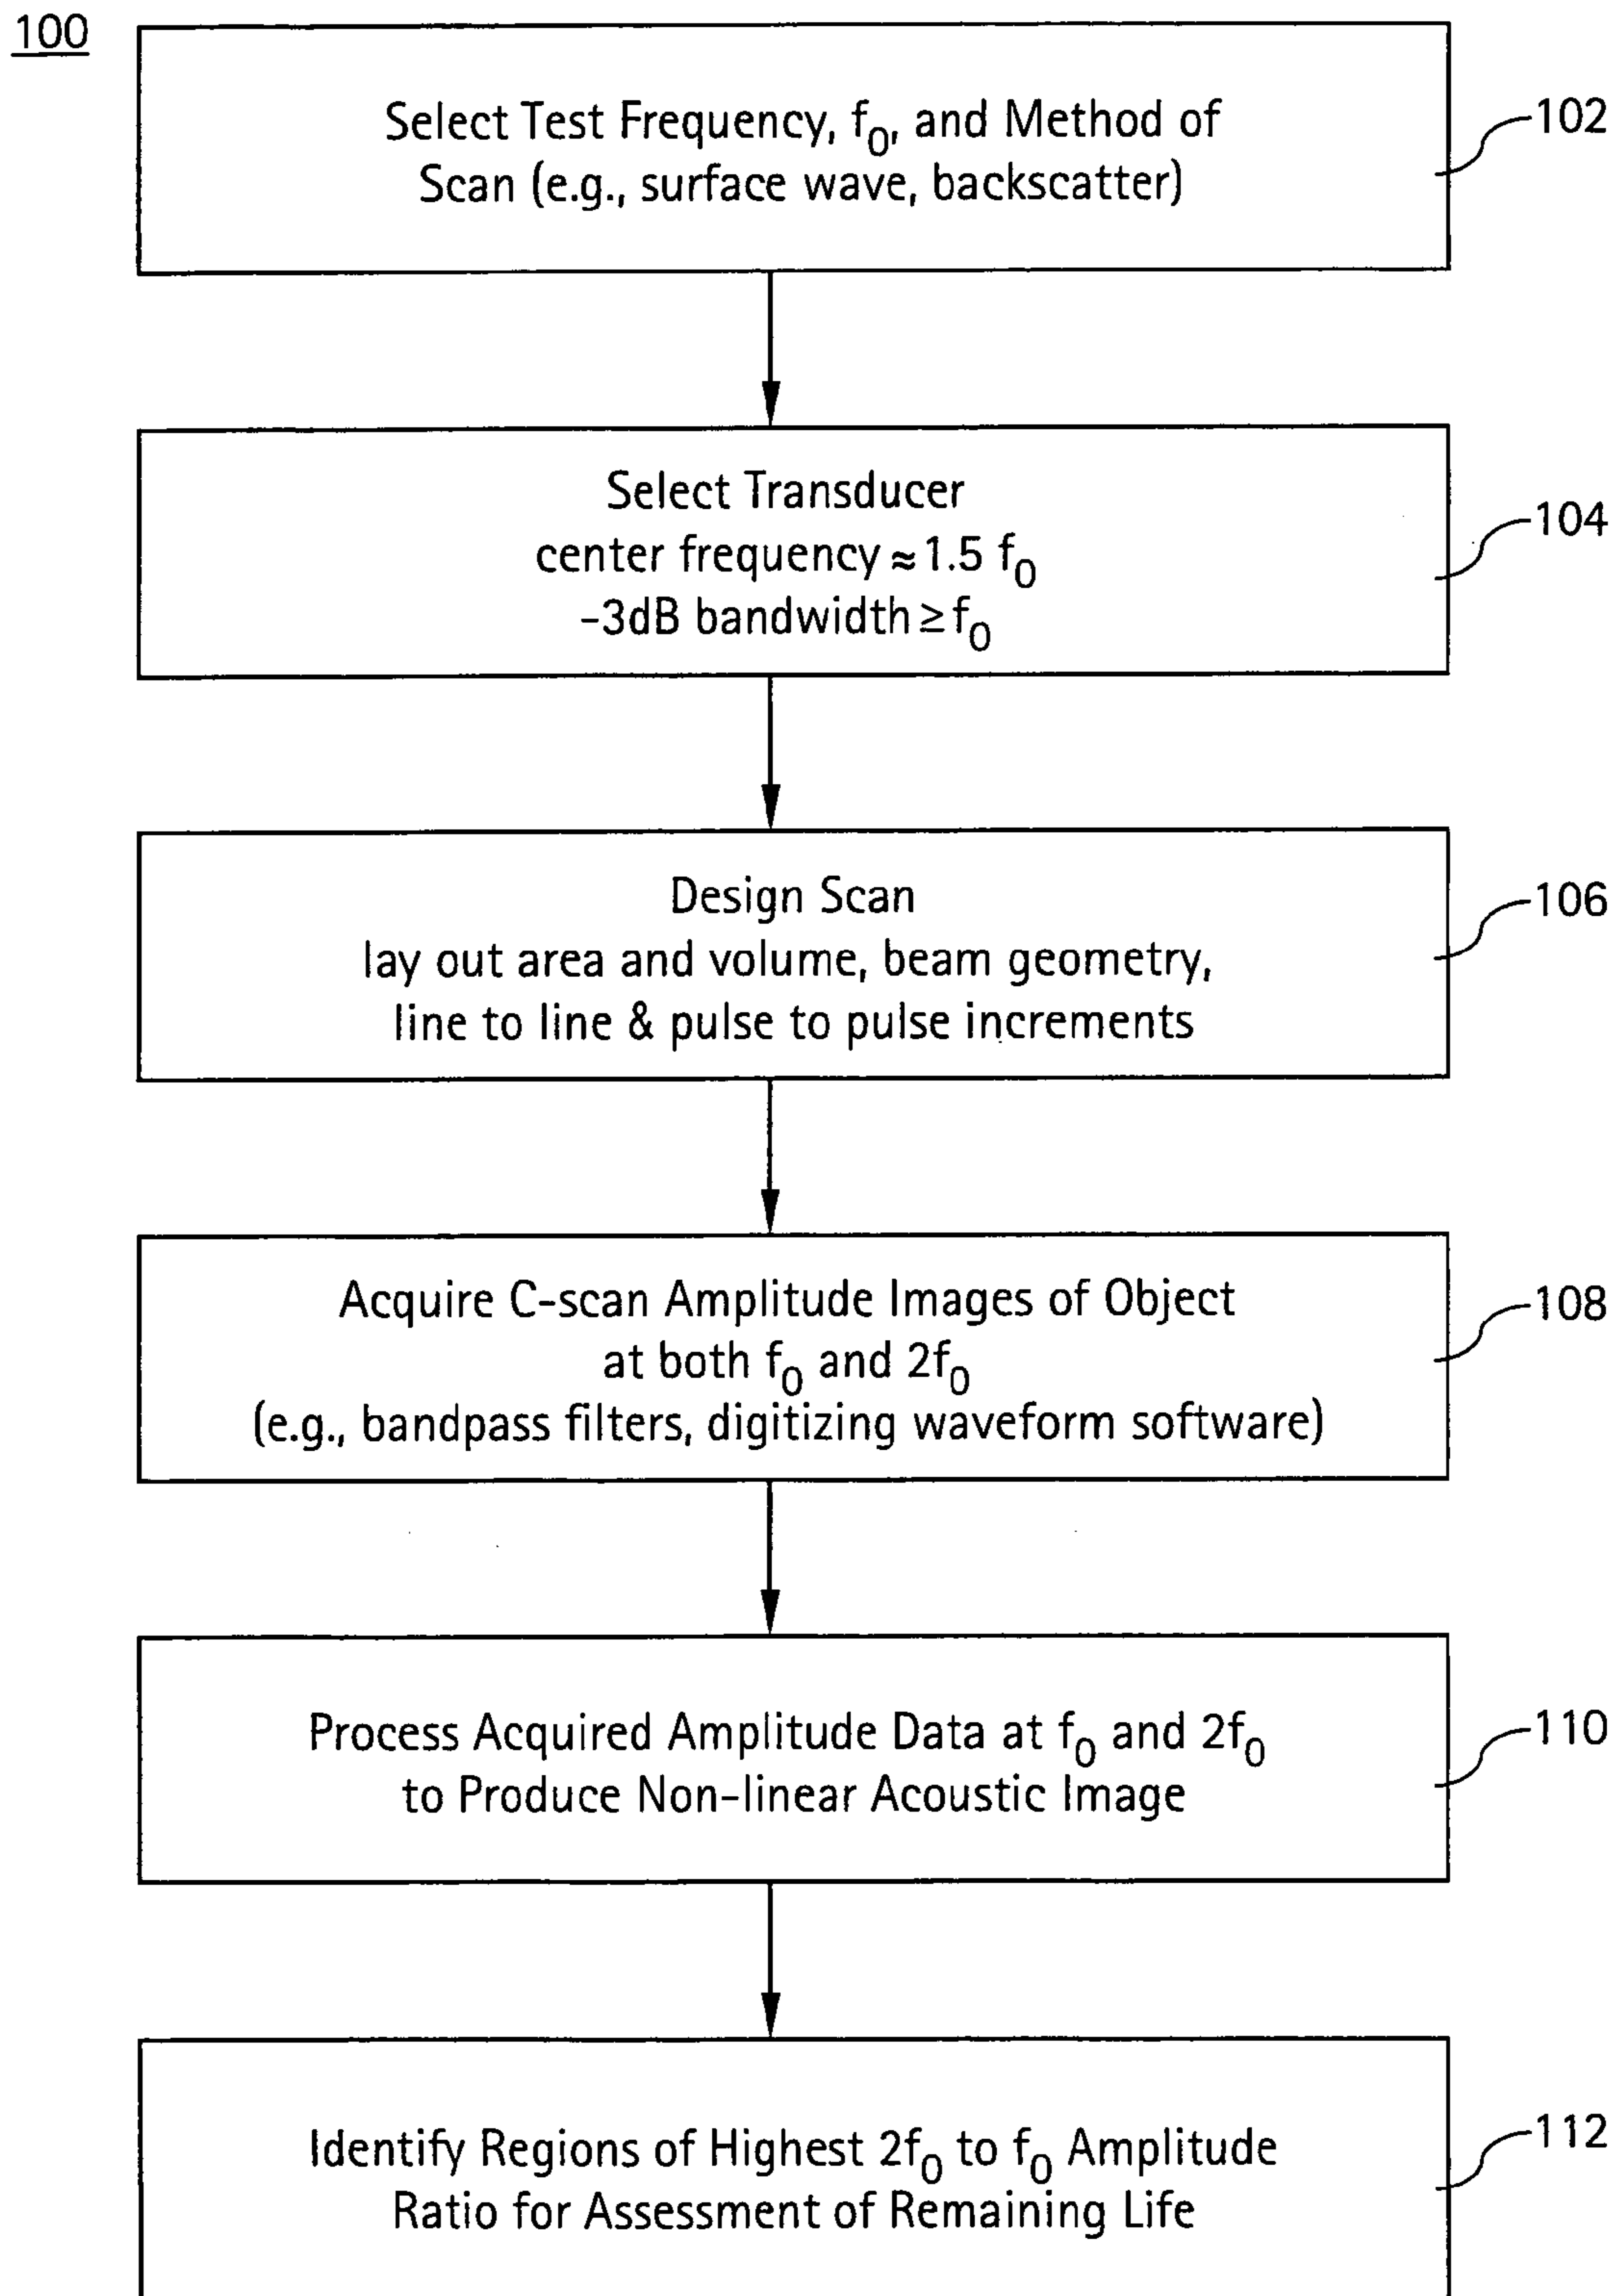 100
Select Test Frequency, f₀, and Method of
Scan (e.g., surface wave, backscatter)
102
Select Transducer
center frequency ≈ 1.5 f₀
-3dB bandwidth ≥ f₀
104
Design Scan
lay out area and volume, beam geometry,
line to line & pulse to pulse increments
106
Acquire C-scan Amplitude Images of Object
at both f₀ and 2f₀
(e.g., bandpass filters, digitizing waveform software)
108
Process Acquired Amplitude Data at f₀ and 2f₀
to Produce Non-linear Acoustic Image
110
Identify Regions of Highest 2f₀ to f₀ Amplitude
Ratio for Assessment of Remaining Life
112